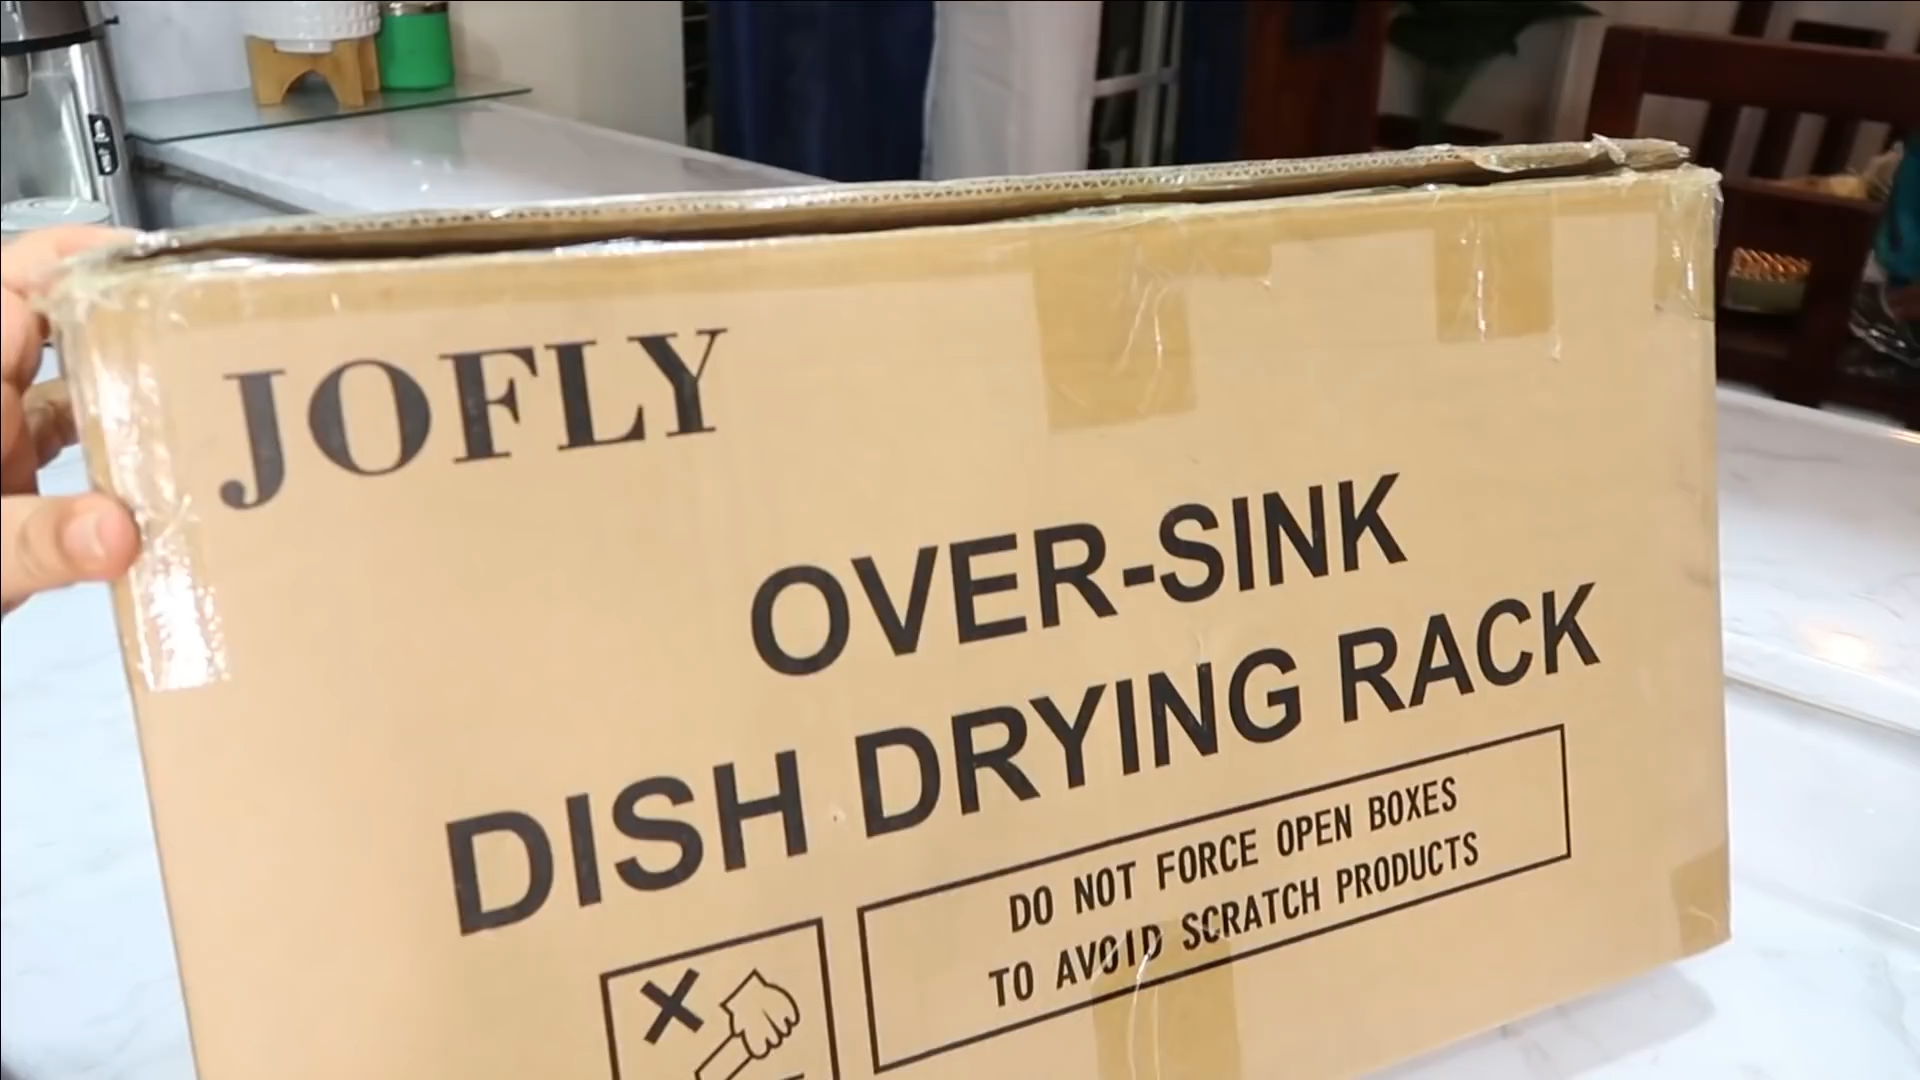 JOFLY
OVER-SINK
DISH DRYING RACK
DO NOT FORCE OPEN BOXES
TO AVOID SCRATCH PRODUCTS